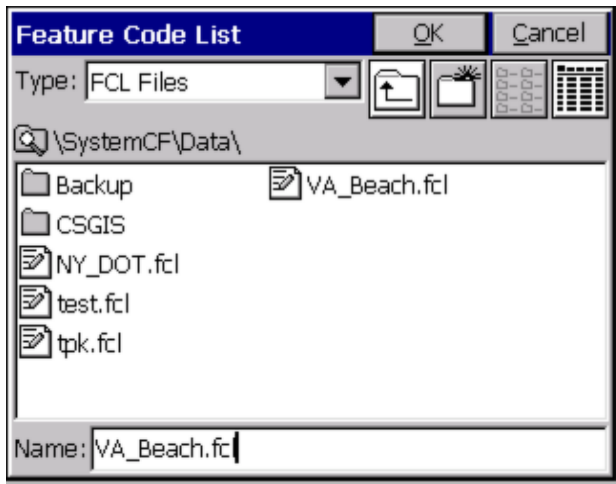 Feature Code List OK Cancel
Type: FCL Files
\SystemCF\Data\
Backup VA_Beach.fcl
CSGIS
NY_DOT.fcl
test.fcl
tpk.fcl
Name: VA_Beach.fcl